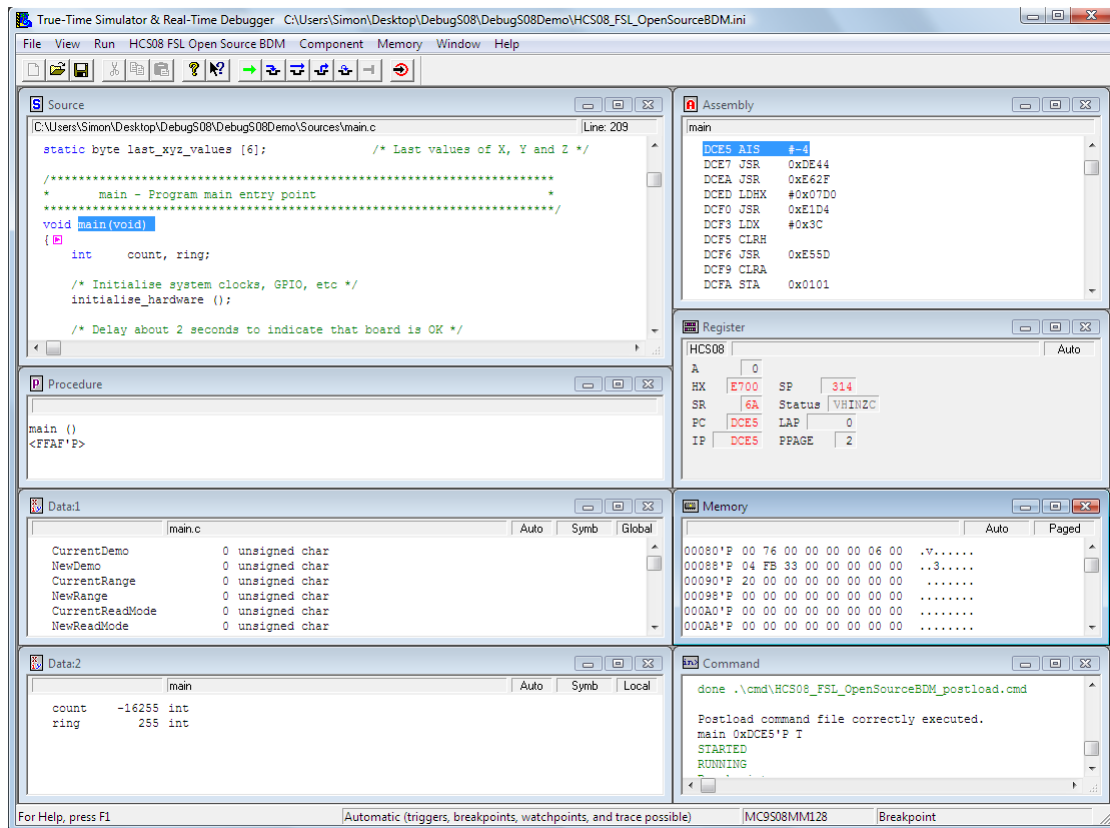 True-Time Simulator & Real-Time Debugger C:\Users\Simon\Desktop\DebugS08\DebugS08Demo\HCS08_FSL_OpenSourceBDM.ini
File View Run HCS08 FSL Open Source BDM Component Memory Window Help
Source
C:\Users\Simon\Desktop\DebugS08\DebugS08Demo\Sources\main.c Line: 209
static byte last_xyz_values [6]; /* Last values of X, Y and Z */
/*****************************************************************
* main - Program main entry point *
*****************************************************************/
void main(void)
{
int count, ring;
/* Initialise system clocks, GPIO, etc */
initialise_hardware ();
/* Delay about 2 seconds to indicate that board is OK */
Assembly
main
DCE5 AIS #-4
DCE7 JSR 0xDE44
DCEA JSR 0xE62F
DCED LDHX #0x07D0
DCF0 JSR 0xE1D4
DCF3 LDX #0x3C
DCF5 CLRH
DCF6 JSR 0xE55D
DCF9 CLRA
DCFA STA 0x0101
Register
HCS08 Auto
A 0
HX E700 SP 314
SR 6A Status VHINZC
PC DCE5 LAP 0
IP DCE5 PPAGE 2
Procedure
main ()
<FFAF'P>
Data:1
main.c Auto Symb Global
CurrentDemo 0 unsigned char
NewDemo 0 unsigned char
CurrentRange 0 unsigned char
NewRange 0 unsigned char
CurrentReadMode 0 unsigned char
NewReadMode 0 unsigned char
Memory
Auto Paged
00080'P 00 76 00 00 00 00 06 00 .v......
00088'P 04 FB 33 00 00 00 00 00 ..3.....
00090'P 20 00 00 00 00 00 00 00 .......
00098'P 00 00 00 00 00 00 00 00 ........
000A0'P 00 00 00 00 00 00 00 00 ........
000A8'P 00 00 00 00 00 00 00 00 ........
Data:2
main Auto Symb Local
count -16255 int
ring 255 int
Command
done .\cmd\HCS08_FSL_OpenSourceBDM_postload.cmd
Postload command file correctly executed.
main 0xDCE5'P T
STARTED
RUNNING
For Help, press F1 Automatic (triggers, breakpoints, watchpoints, and trace possible) MC9S08MM128 Breakpoint